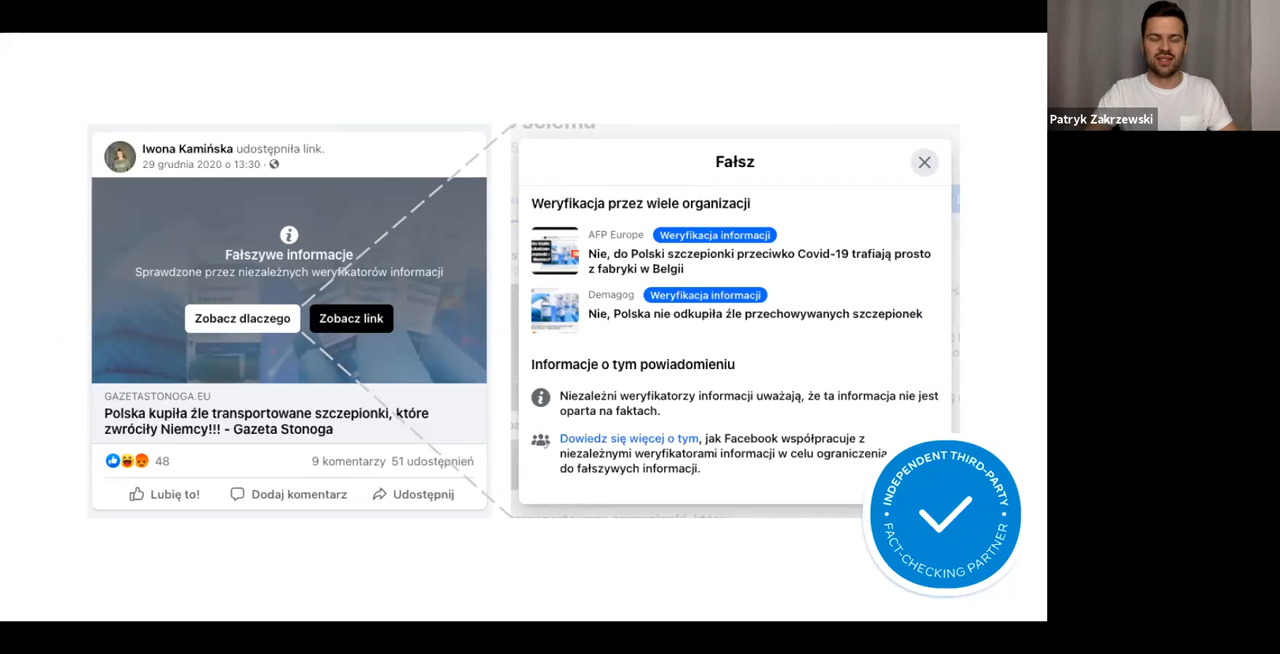 Iwona Kamińska udostępniła link.
29 grudnia 2020 o 13:30 ·
Fałszywe informacje
Sprawdzone przez niezależnych weryfikatorów informacji
Zobacz dlaczego
Zobacz link
GAZETASTONOGA.EU
Polska kupiła źle transportowane szczepionki, które
zwróciły Niemcy!!! - Gazeta Stonoga
48
9 komentarzy 51 udostępnień
Lubię to!
Dodaj komentarz
Udostępnij
Fałsz
Weryfikacja przez wiele organizacji
AFP Europe Weryfikacja informacji
Nie, do Polski szczepionki przeciwko Covid-19 trafiają prosto
z fabryki w Belgii
Demagog Weryfikacja informacji
Nie, Polska nie odkupiła źle przechowywanych szczepionek
Informacje o tym powiadomieniu
Niezależni weryfikatorzy informacji uważają, że ta informacja nie jest
oparta na faktach.
Dowiedz się więcej o tym, jak Facebook współpracuje z
niezależnymi weryfikatorami informacji w celu ograniczenia
do fałszywych informacji.
INDEPENDENT THIRD-PARTY
FACT-CHECKING PARTNER
Patryk Zakrzewski